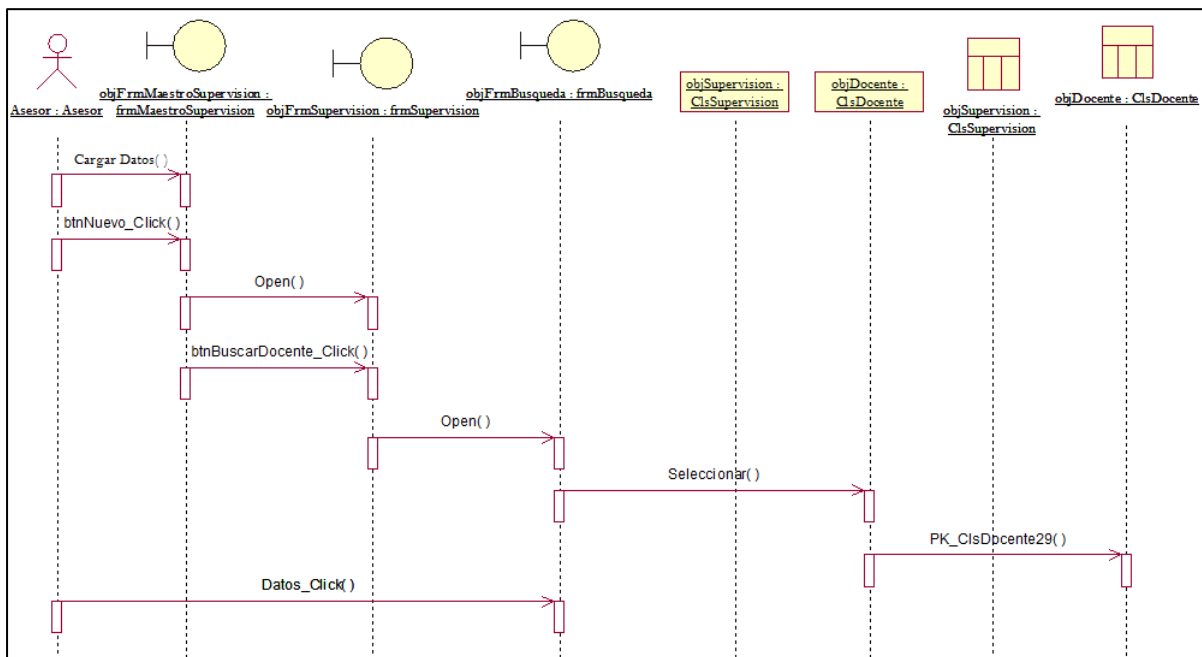 Asesor : Asesor
objFrmMaestroSupervision :
frmMaestroSupervision
objFrmSupervision : frmSupervision
objFrmBusqueda : frmBusqueda
objSupervision :
ClsSupervision
objDocente :
ClsDocente
objSupervision :
ClsSupervision
objDocente : ClsDocente
Cargar Datos( )
btnNuevo_Click( )
Open( )
btnBuscarDocente_Click( )
Open( )
Seleccionar( )
PK_ClsDocente29( )
Datos_Click( )